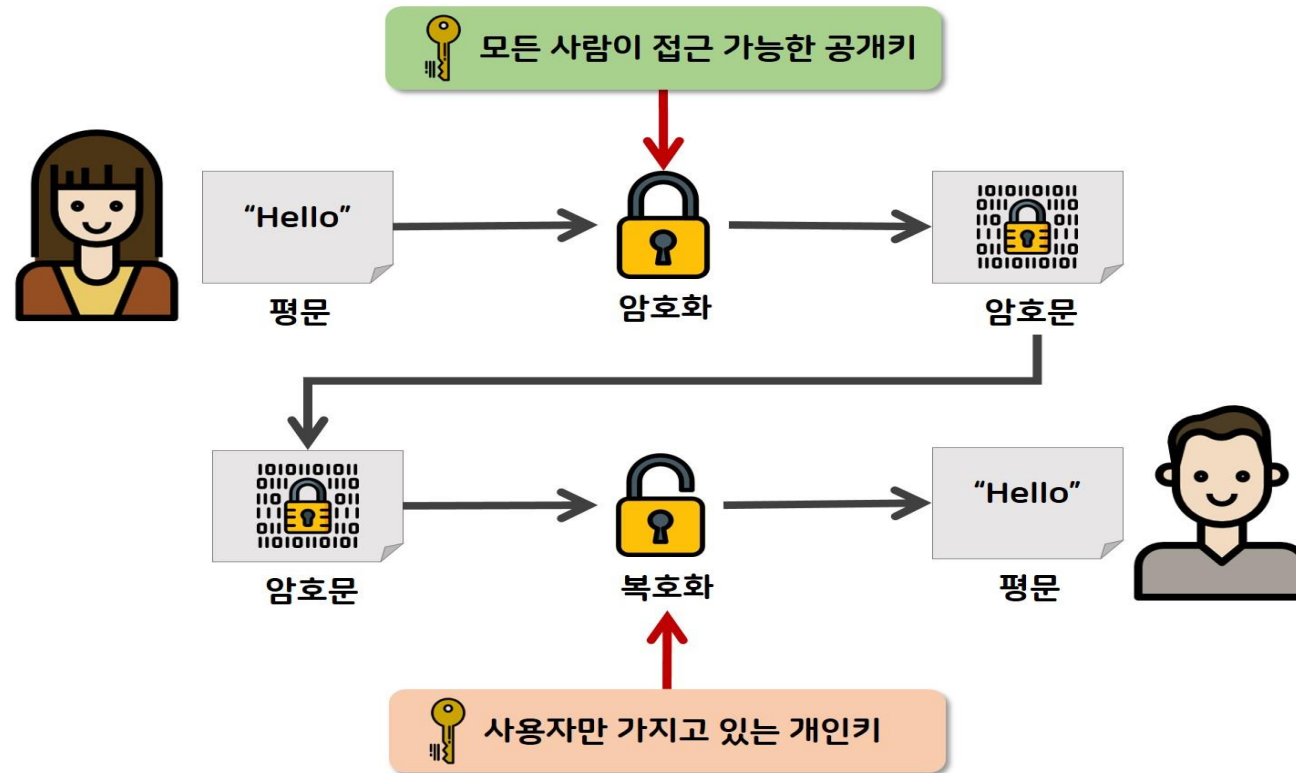 모든 사람이 접근 가능한 공개키
“Hello”
평문
암호화
암호문
암호문
복호화
“Hello”
평문
사용자만 가지고 있는 개인키